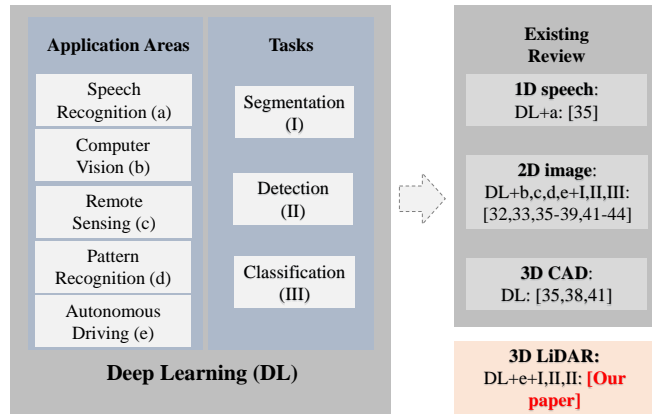 Application Areas
Speech
Recognition (a)
Computer
Vision (b)
Remote
Sensing (c)
Pattern
Recognition (d)
Autonomous
Driving (e)
Tasks
Segmentation
(I)
Detection
(II)
Classification
(III)
Deep Learning (DL)
Existing
Review
1D speech:
DL+a: [35]
2D image:
DL+b,c,d,e+I,II,III:
[32,33,35-39,41-44]
3D CAD:
DL: [35,38,41]
3D LiDAR:
DL+e+I,II,II: [Our
paper]